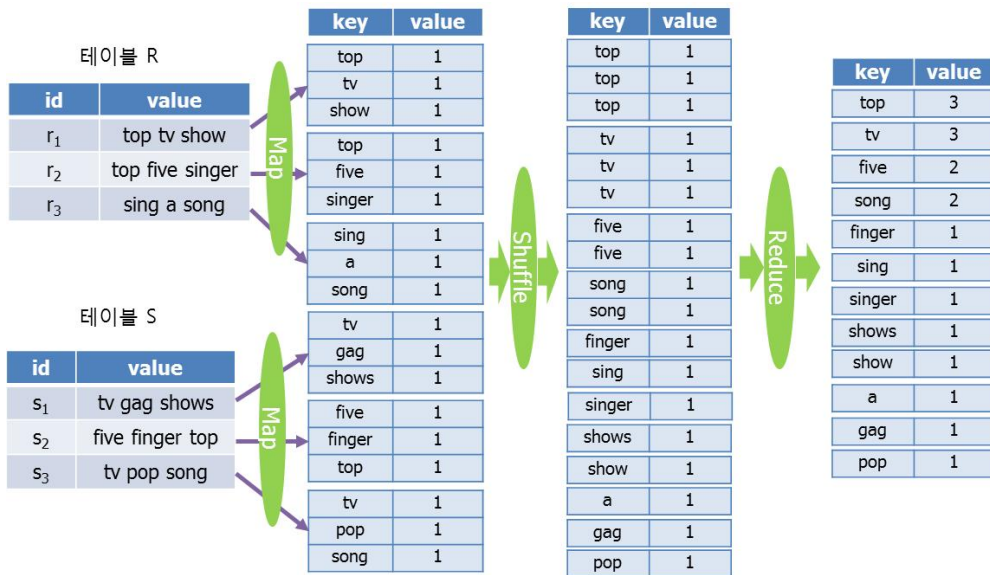 테이블 R
id value
r₁ top tv show
r₂ top five singer
r₃ sing a song
테이블 S
id value
s₁ tv gag shows
s₂ five finger top
s₃ tv pop song
Map
Map
key value
top 1
tv 1
show 1
top 1
five 1
singer 1
sing 1
a 1
song 1
tv 1
gag 1
shows 1
five 1
finger 1
top 1
tv 1
pop 1
song 1
Shuffle
key value
top 1
top 1
top 1
tv 1
tv 1
tv 1
five 1
five 1
song 1
song 1
finger 1
sing 1
singer 1
shows 1
show 1
a 1
gag 1
pop 1
Reduce
key value
top 3
tv 3
five 2
song 2
finger 1
sing 1
singer 1
shows 1
show 1
a 1
gag 1
pop 1